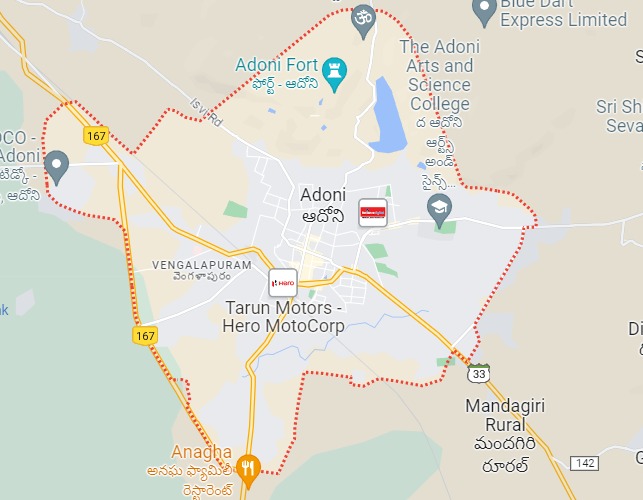 Blue Dart
Express Limited
ॐ
The Adoni
Arts and
Science
College
ద ఆదోని
ఆర్ట్స్
అండ్
సైన్స్...
Adoni Fort
ఫోర్ట్ - ఆదోని
S
Sri Sh
Seva
Isvi Rd
167
OCO -
Adoni
టిడ్కో -
, ఆదోని
Adoni
ఆదోని
VENGALAPURAM
వెంగళాపురం
Hero
Tarun Motors -
Hero MotoCorp
ak
167
33
Di
Mandagiri
Rural
మందగిరి
రూరల్
142
G
Anagha
అనఘ ఫ్యామిలీ
రెస్టారెంట్